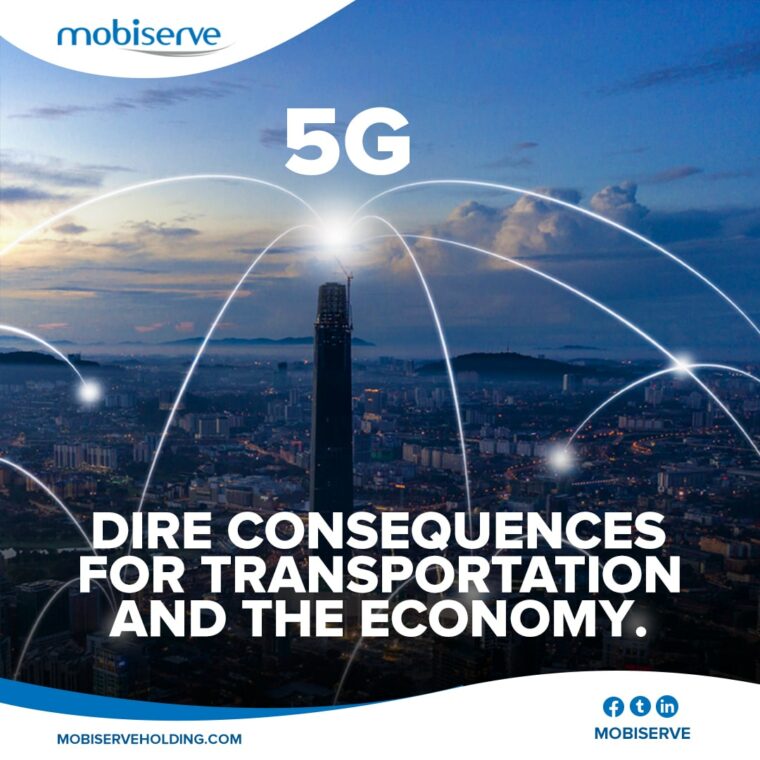 mobiserve
5G
DIRE CONSEQUENCES
FOR TRANSPORTATION
AND THE ECONOMY.
MOBISERVEHOLDING.COM
MOBISERVE